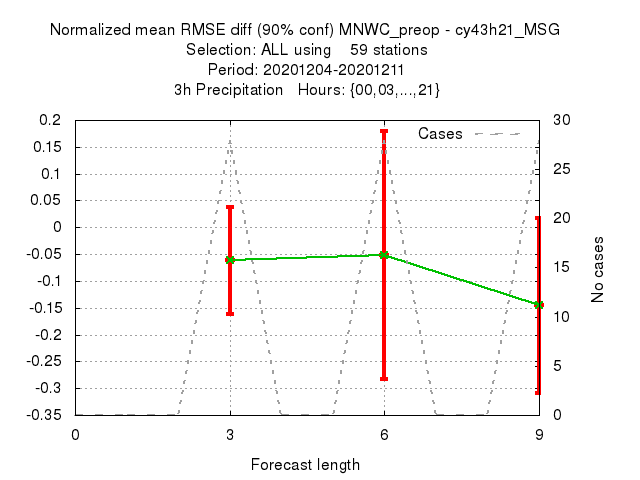 Normalized mean RMSE diff (90% conf) MNWC_preop - cy43h21_MSG
Selection: ALL using    59 stations
Period: 20201204-20201211
3h Precipitation   Hours: {00,03,...,21}
Cases
0.2
0.15
0.1
0.05
0
-0.05
-0.1
-0.15
-0.2
-0.25
-0.3
-0.35
30
25
20
15
10
5
0
No cases
0 3 6 9
Forecast length